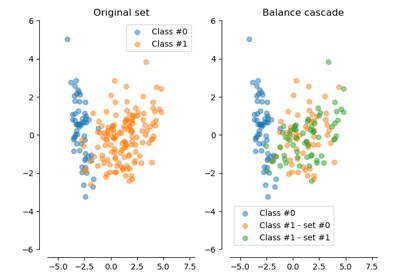 Original set
Class #0
Class #1
6
4
2
0
−2
−4
−6
−5.0 −2.5 0.0 2.5 5.0 7.5
Balance cascade
6
4
2
0
−2
−4
−6
Class #0
Class #1 - set #0
Class #1 - set #1
−5.0 −2.5 0.0 2.5 5.0 7.5